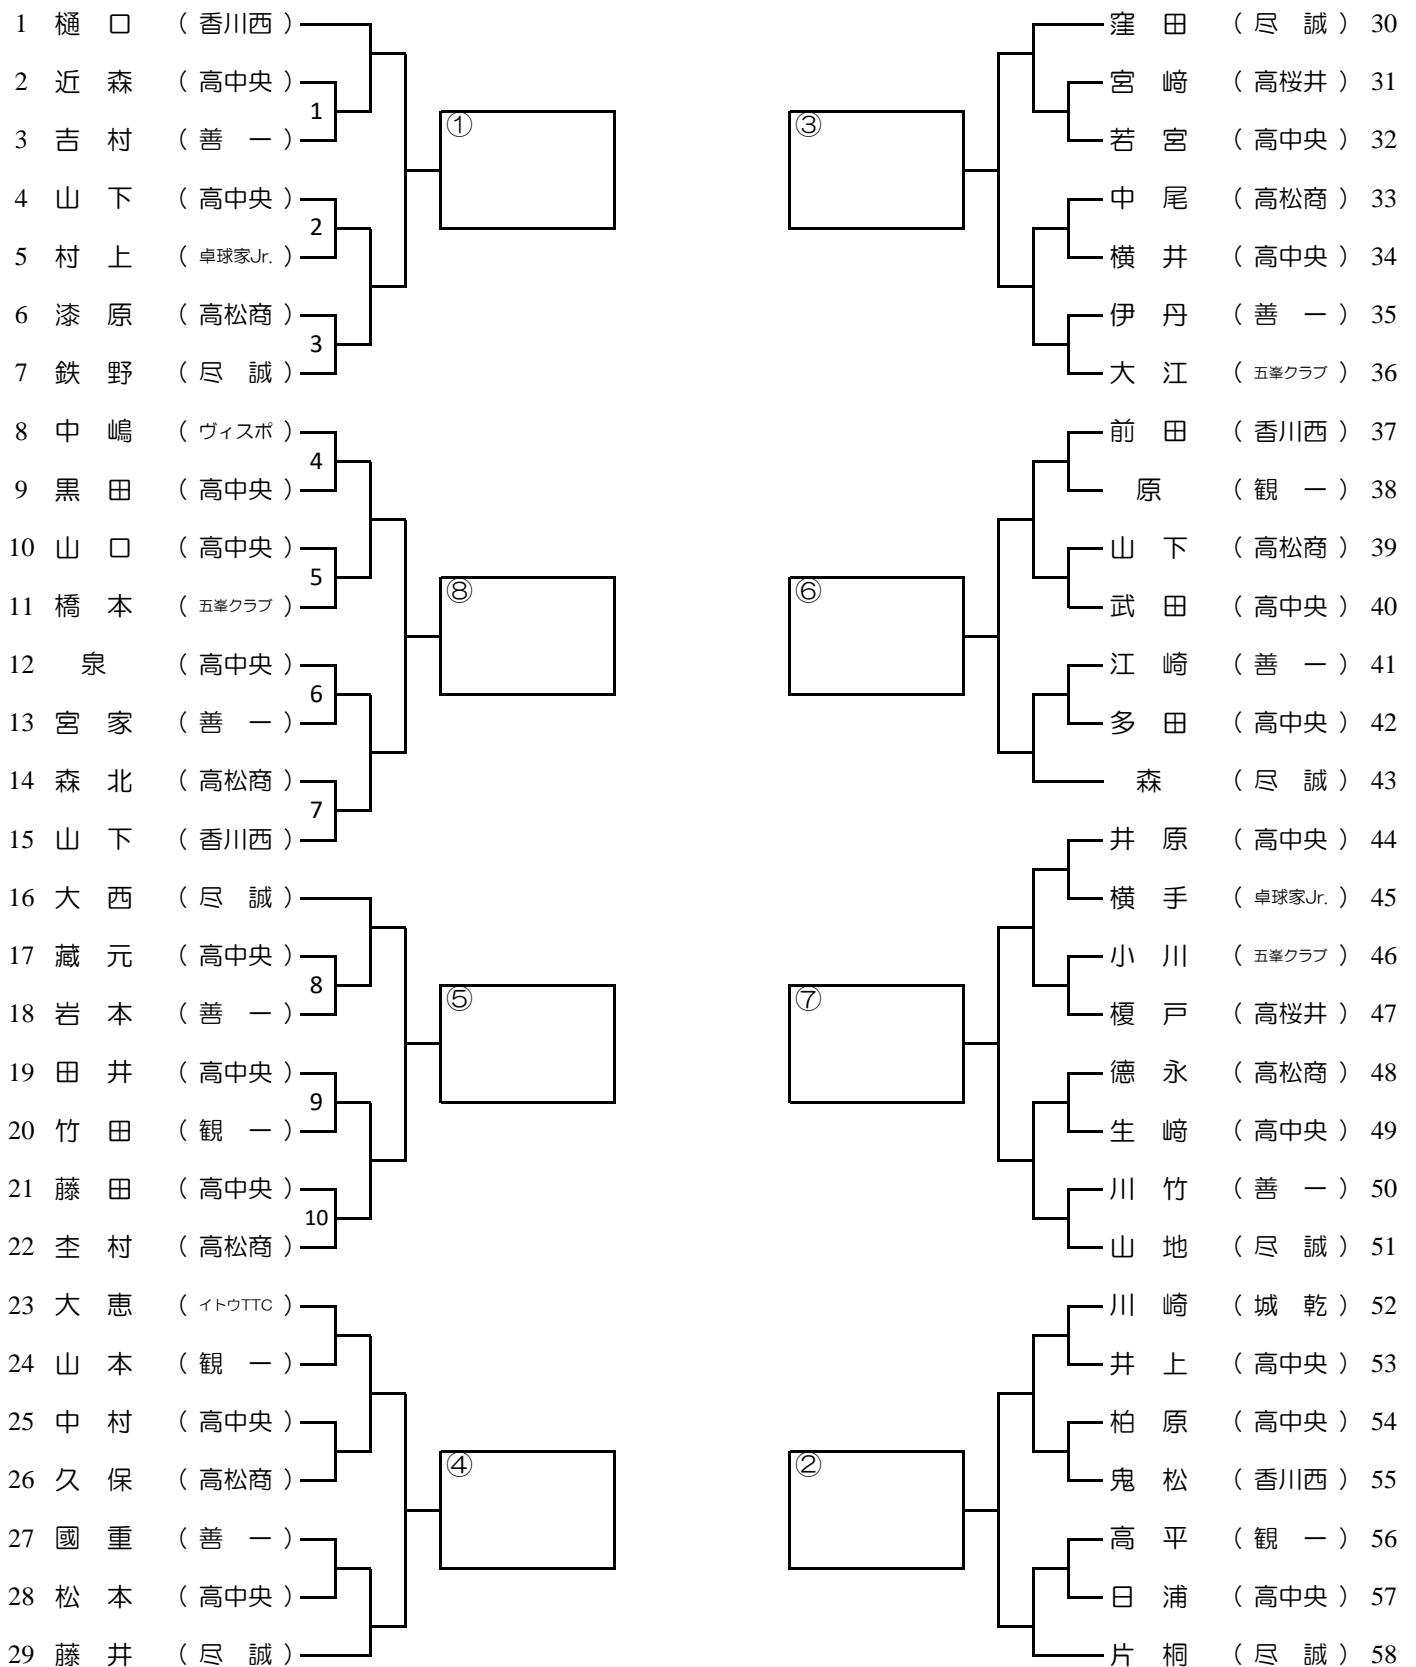 1 樋 口 （ 香川西 ）
2 近 森 （ 高中央 ）
1
3 吉 村 （ 善 一 ）
4 山 下 （ 高中央 ）
2
5 村 上 （ 卓球家Jr. ）
6 漆 原 （ 高松商 ）
3
7 鉄 野 （ 尽 誠 ）
①
8 中 嶋 （ ヴィスポ ）
4
9 黒 田 （ 高中央 ）
10 山 口 （ 高中央 ）
5
11 橋 本 （ 五峯クラブ ）
12 泉 （ 高中央 ）
6
13 宮 家 （ 善 一 ）
14 森 北 （ 高松商 ）
7
15 山 下 （ 香川西 ）
⑧
16 大 西 （ 尽 誠 ）
17 藏 元 （ 高中央 ）
8
18 岩 本 （ 善 一 ）
19 田 井 （ 高中央 ）
9
20 竹 田 （ 観 一 ）
21 藤 田 （ 高中央 ）
10
22 杢 村 （ 高松商 ）
⑤
23 大 恵 （ イトウTTC ）
24 山 本 （ 観 一 ）
25 中 村 （ 高中央 ）
26 久 保 （ 高松商 ）
27 國 重 （ 善 一 ）
28 松 本 （ 高中央 ）
29 藤 井 （ 尽 誠 ）
④
窪 田 （ 尽 誠 ） 30
宮 﨑 （ 高桜井 ） 31
若 宮 （ 高中央 ） 32
中 尾 （ 高松商 ） 33
横 井 （ 高中央 ） 34
伊 丹 （ 善 一 ） 35
大 江 （ 五峯クラブ ） 36
③
前 田 （ 香川西 ） 37
原 （ 観 一 ） 38
山 下 （ 高松商 ） 39
武 田 （ 高中央 ） 40
江 崎 （ 善 一 ） 41
多 田 （ 高中央 ） 42
森 （ 尽 誠 ） 43
⑥
井 原 （ 高中央 ） 44
横 手 （ 卓球家Jr. ） 45
小 川 （ 五峯クラブ ） 46
榎 戸 （ 高桜井 ） 47
德 永 （ 高松商 ） 48
生 﨑 （ 高中央 ） 49
川 竹 （ 善 一 ） 50
山 地 （ 尽 誠 ） 51
⑦
川 崎 （ 城 乾 ） 52
井 上 （ 高中央 ） 53
柏 原 （ 高中央 ） 54
鬼 松 （ 香川西 ） 55
高 平 （ 観 一 ） 56
日 浦 （ 高中央 ） 57
片 桐 （ 尽 誠 ） 58
②